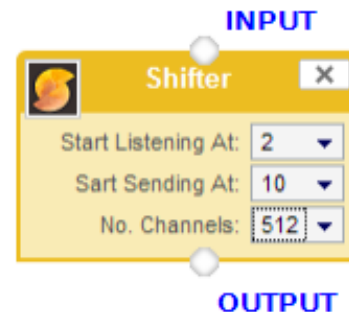 INPUT
Shifter
Start Listening At: 2
Sart Sending At: 10
No. Channels: 512
OUTPUT